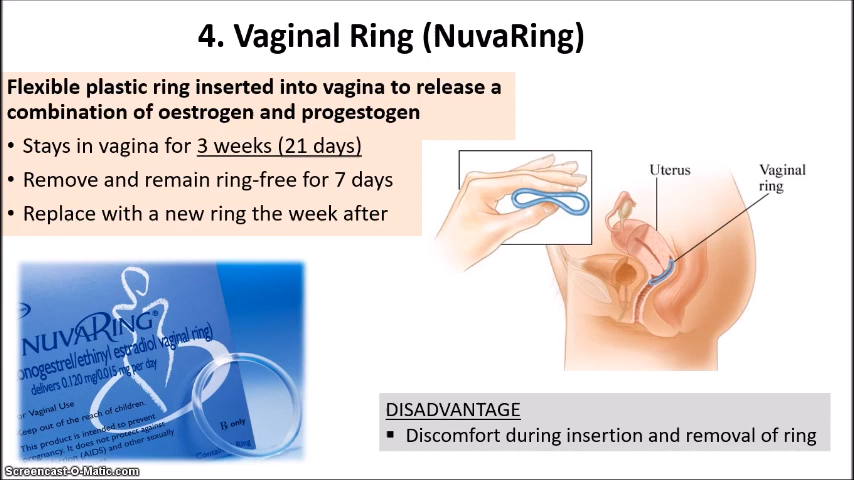 4. Vaginal Ring (NuvaRing)
Flexible plastic ring inserted into vagina to release a
combination of oestrogen and progestogen
• Stays in vagina for 3 weeks (21 days)
• Remove and remain ring-free for 7 days
• Replace with a new ring the week after
Uterus
Vaginal
ring
NUVARING®
onogestrel/ethinyl estradiol vaginal ring)
delivers 0.120 mg/0.015 mg per day
or Vaginal Use
Keep out of the reach of children.
This product is intended to prevent
pregnancy. It does not protect against
(AIDS) and other sexually
℞ only
Ring
DISADVANTAGE
▪ Discomfort during insertion and removal of ring
Screencast-O-Matic.com